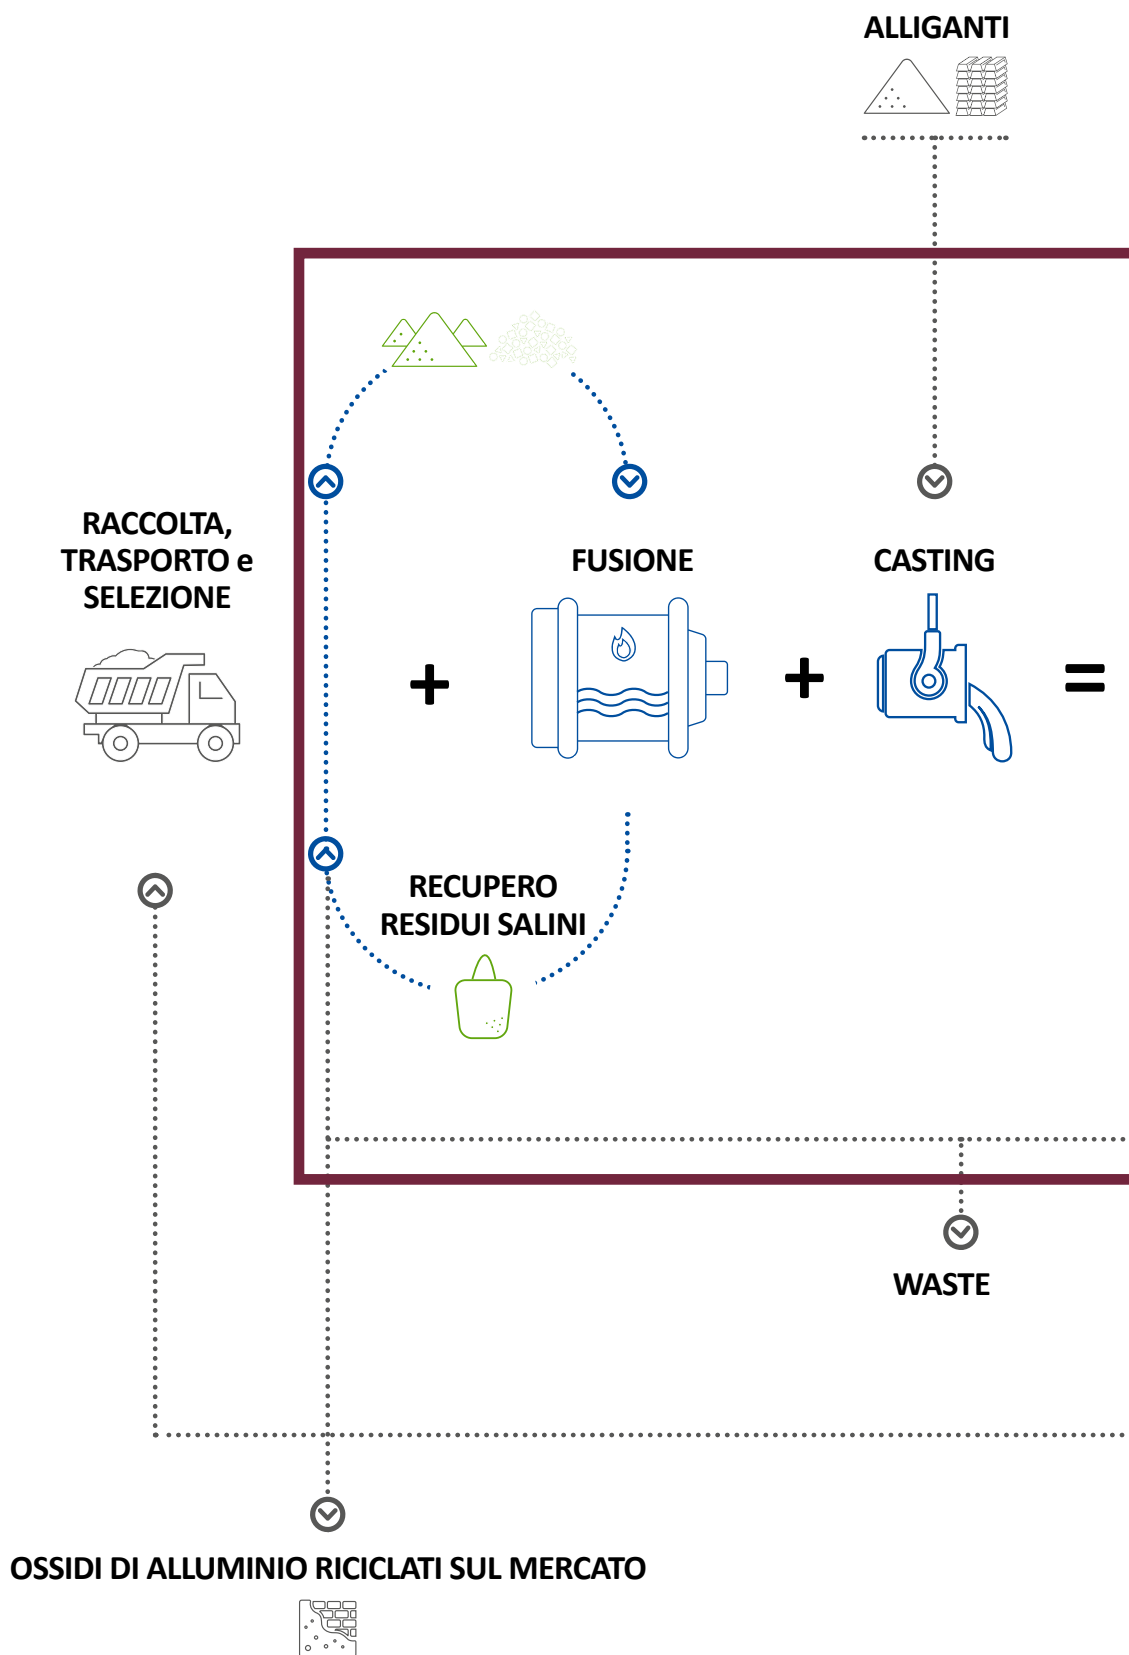 ALLIGANTI
RACCOLTA,
TRASPORTO e
SELEZIONE
FUSIONE
CASTING
+
+
=
RECUPERO
RESIDUI SALINI
WASTE
OSSIDI DI ALLUMINIO RICICLATI SUL MERCATO